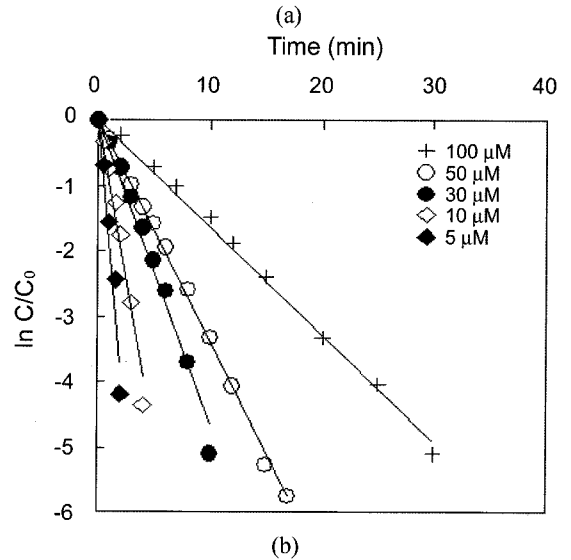 (a)
Time (min)
0 10 20 30 40
0
-1
-2
-3
-4
-5
-6
ln C/C₀
+ 100 µM
○ 50 µM
● 30 µM
◇ 10 µM
◆ 5 µM
(b)